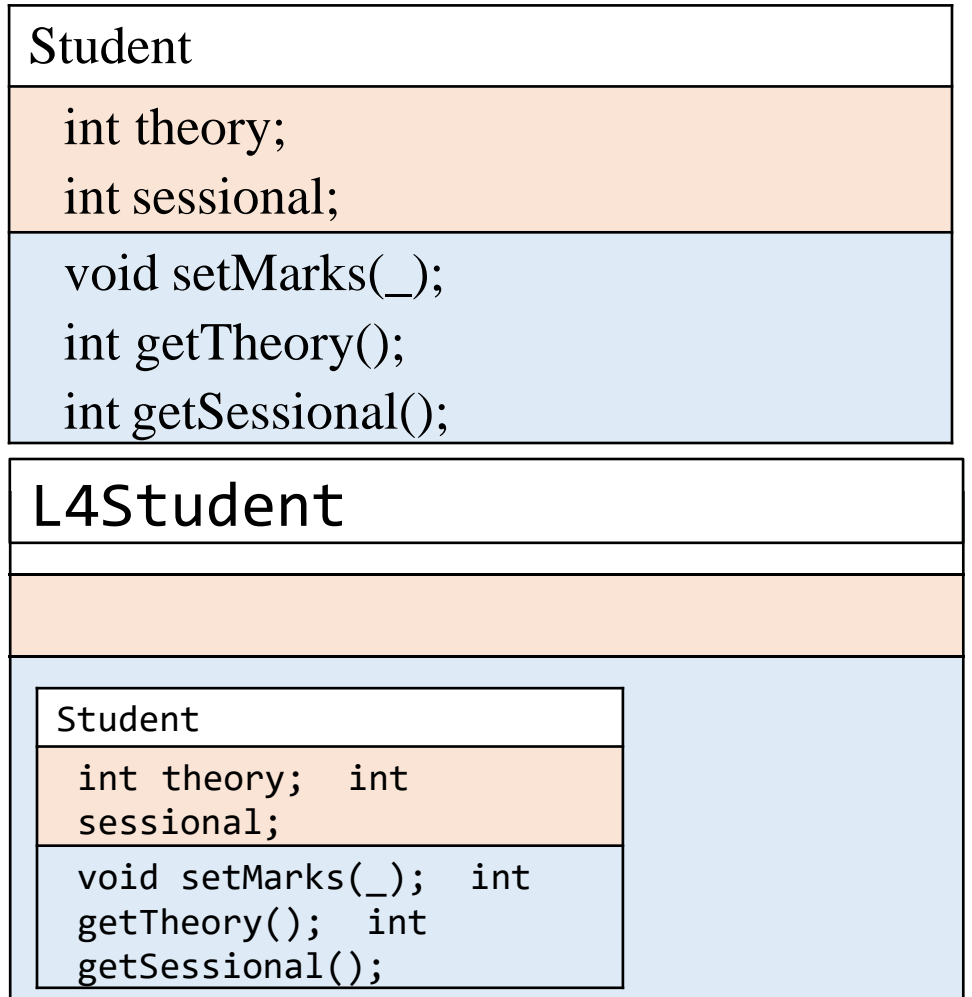 Student
int theory;
int sessional;
void setMarks(_);
int getTheory();
int getSessional();
L4Student
Student
int theory;  int
sessional;
void setMarks(_);  int
getTheory();  int
getSessional();